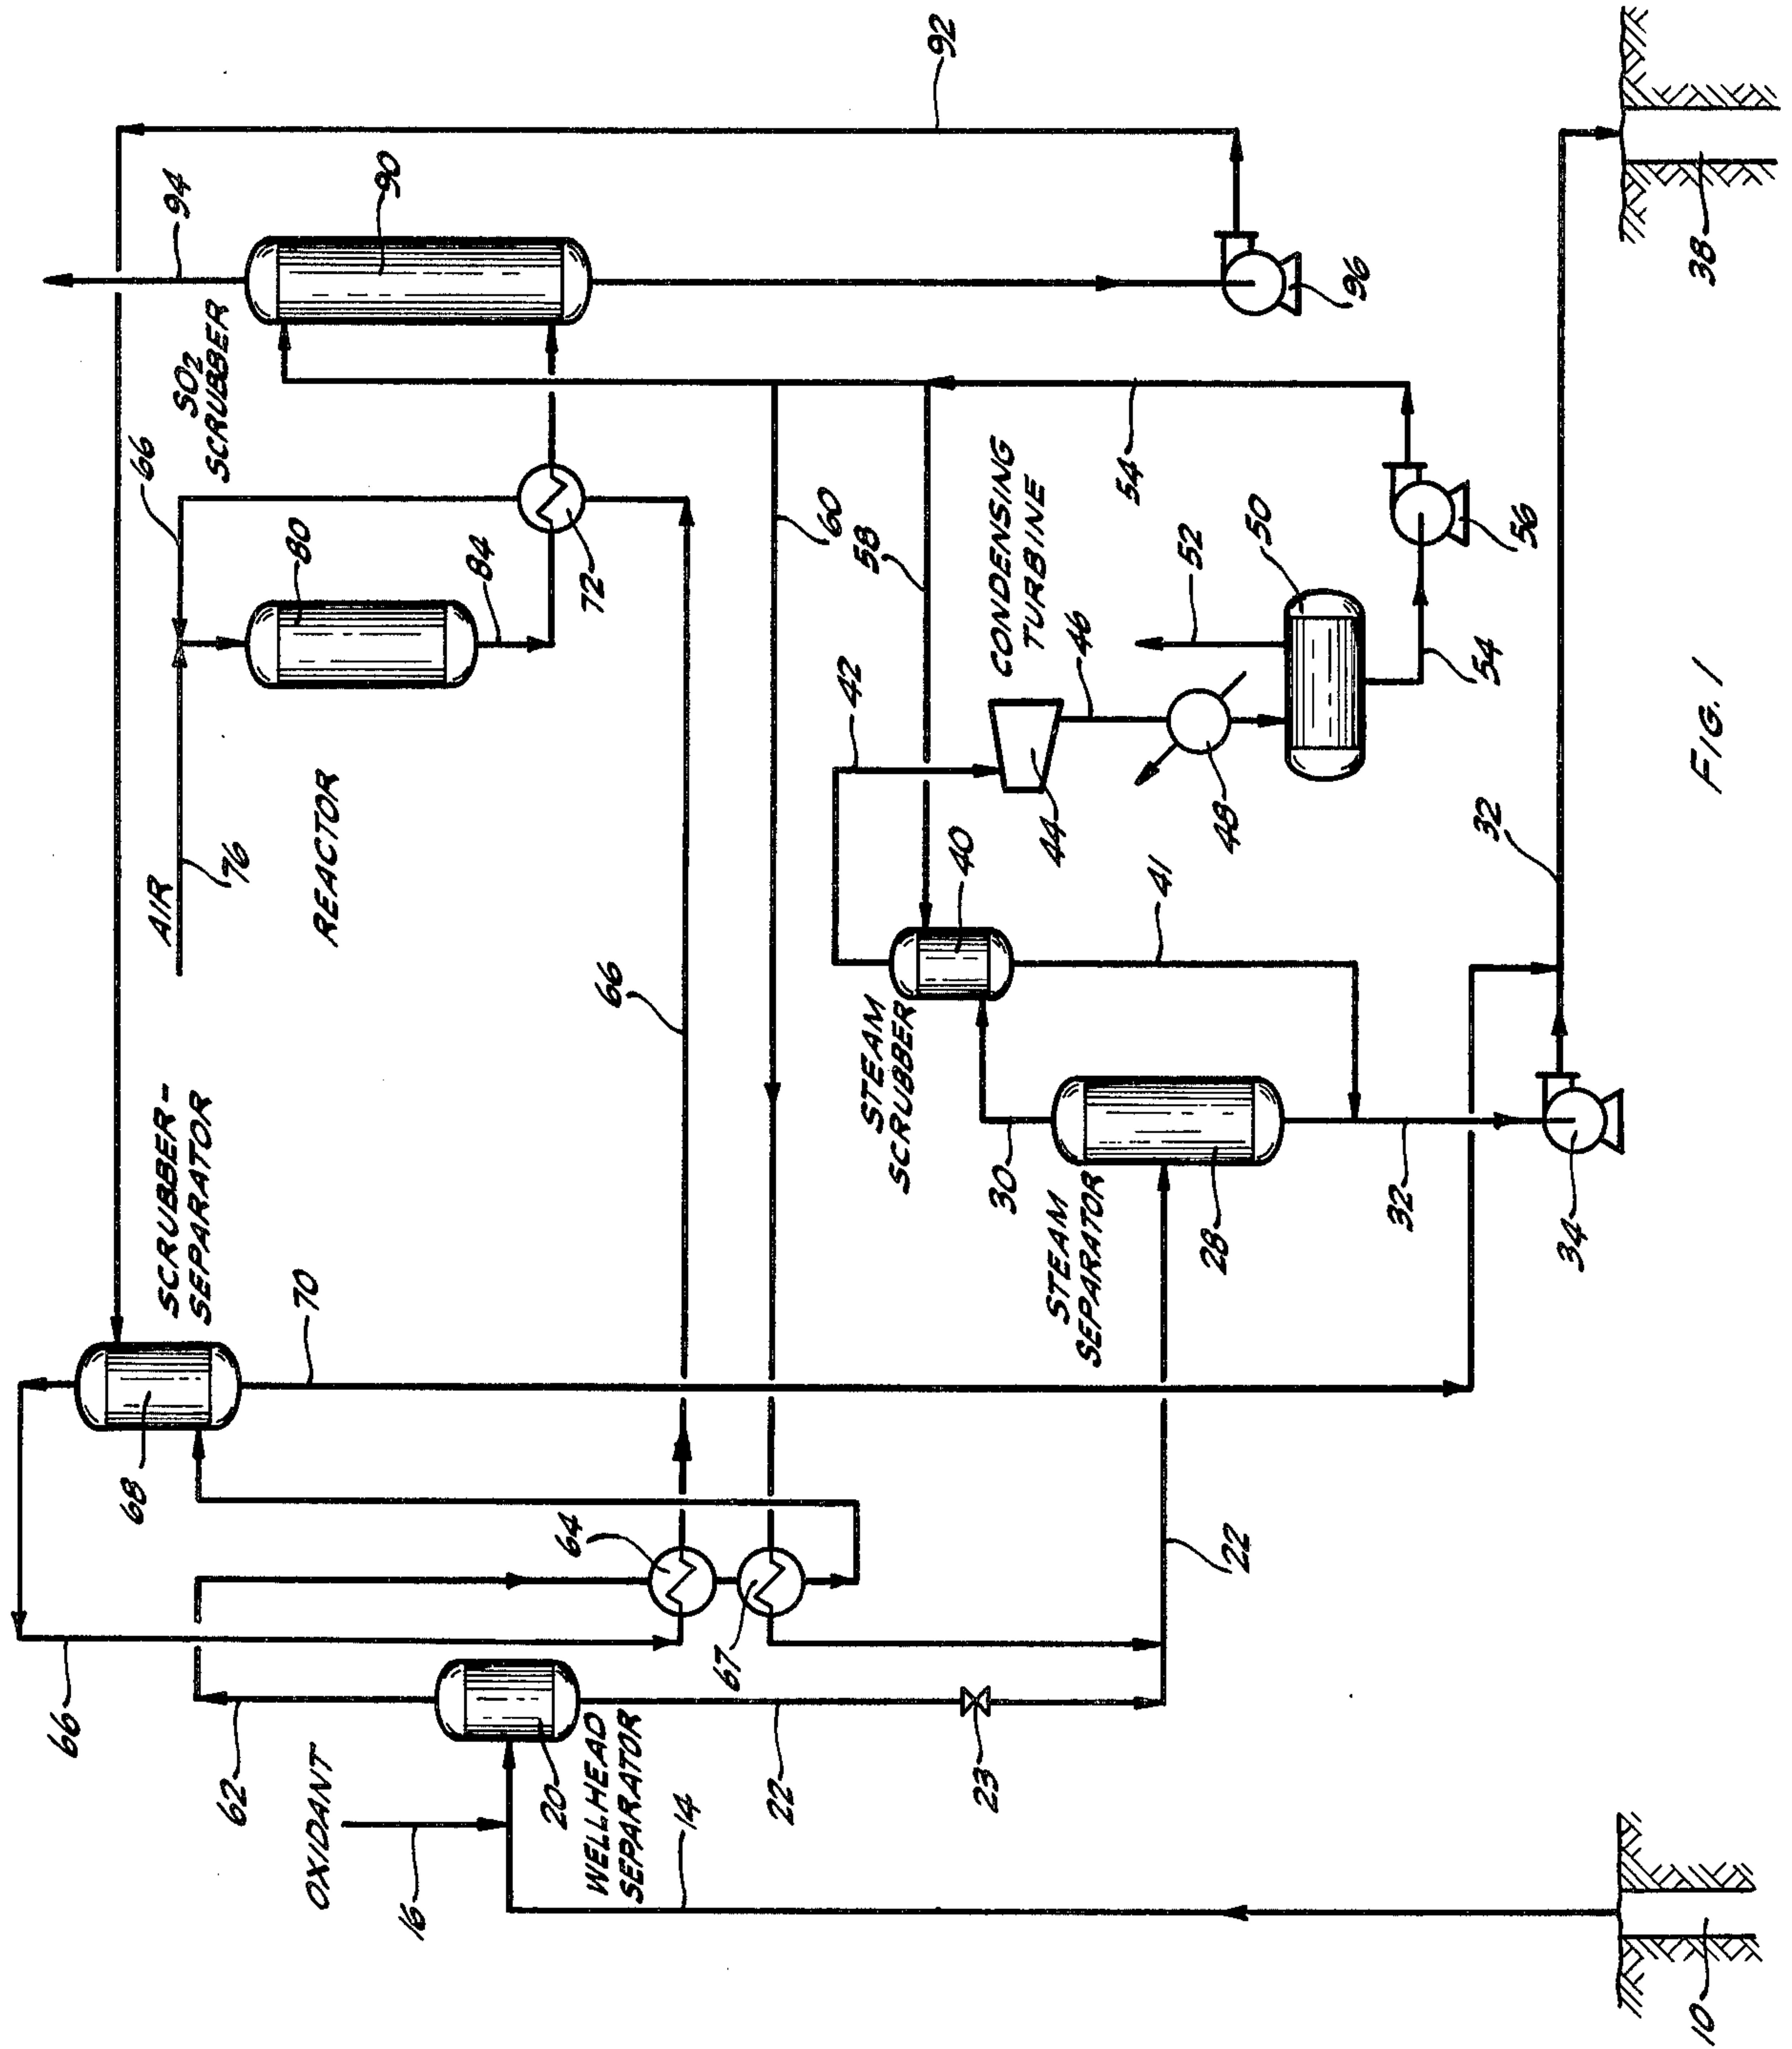 66
68
AIR
66
94
SCRUBBER-
SEPARATOR
SO2
SCRUBBER
62
76
70
80
OXIDANT
REACTOR
90
16
84
20
64
WELLHEAD
SEPARATOR
72
66
14
67
22
60
42
58
STEAM
SCRUBBER
92
40
23
30
CONDENSING
TURBINE
STEAM
SEPARATOR
44
46
54
41
52
28
48
22
50
96
32
32
54
56
34
10
FIG. 1
38